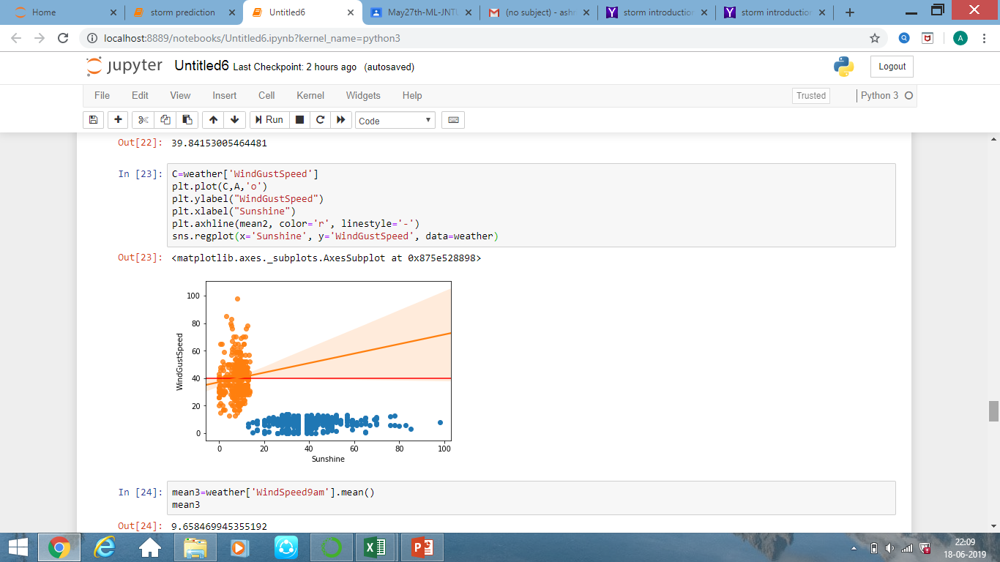 Home
storm prediction
Untitled6
May27th-ML-JNTU
(no subject) - ashr
storm introduction
storm introduction
localhost:8889/notebooks/Untitled6.ipynb?kernel_name=python3
A
jupyter Untitled6 Last Checkpoint: 2 hours ago (autosaved)
Logout
File Edit View Insert Cell Kernel Widgets Help
Trusted
Python 3
Run
Code
Out[22]: 39.84153005464481
In [23]: C=weather['WindGustSpeed']
plt.plot(C,A,'o')
plt.ylabel("WindGustSpeed")
plt.xlabel("Sunshine")
plt.axhline(mean2, color='r', linestyle='-')
sns.regplot(x='Sunshine', y='WindGustSpeed', data=weather)
Out[23]: <matplotlib.axes._subplots.AxesSubplot at 0x875e528898>
100
80
60
40
20
0
WindGustSpeed
0 20 40 60 80 100
Sunshine
In [24]: mean3=weather['WindSpeed9am'].mean()
mean3
Out[24]: 9.658469945355192
22:09
18-06-2019